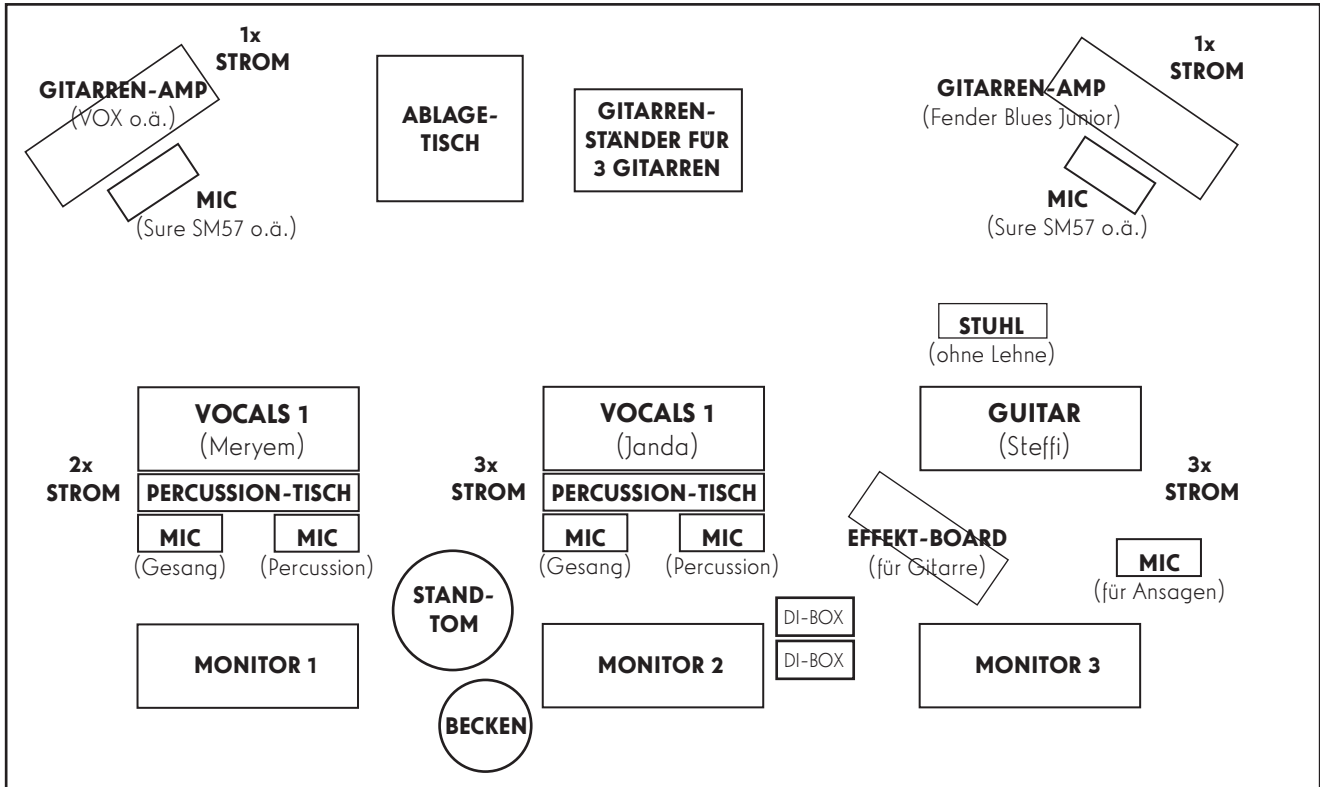 1x
STROM
GITARREN-AMP
(VOX o.ä.)
MIC
(Sure SM57 o.ä.)
ABLAGE-
TISCH
GITARREN-
STÄNDER FÜR
3 GITARREN
1x
STROM
GITARREN-AMP
(Fender Blues Junior)
MIC
(Sure SM57 o.ä.)
STUHL
(ohne Lehne)
VOCALS 1
(Meryem)
2x
STROM
PERCUSSION-TISCH
MIC
(Gesang)
MIC
(Percussion)
VOCALS 1
(Janda)
3x
STROM
PERCUSSION-TISCH
MIC
(Gesang)
MIC
(Percussion)
GUITAR
(Steffi)
3x
STROM
EFFEKT-BOARD
(für Gitarre)
MIC
(für Ansagen)
STAND-
TOM
DI-BOX
DI-BOX
MONITOR 1
MONITOR 2
MONITOR 3
BECKEN